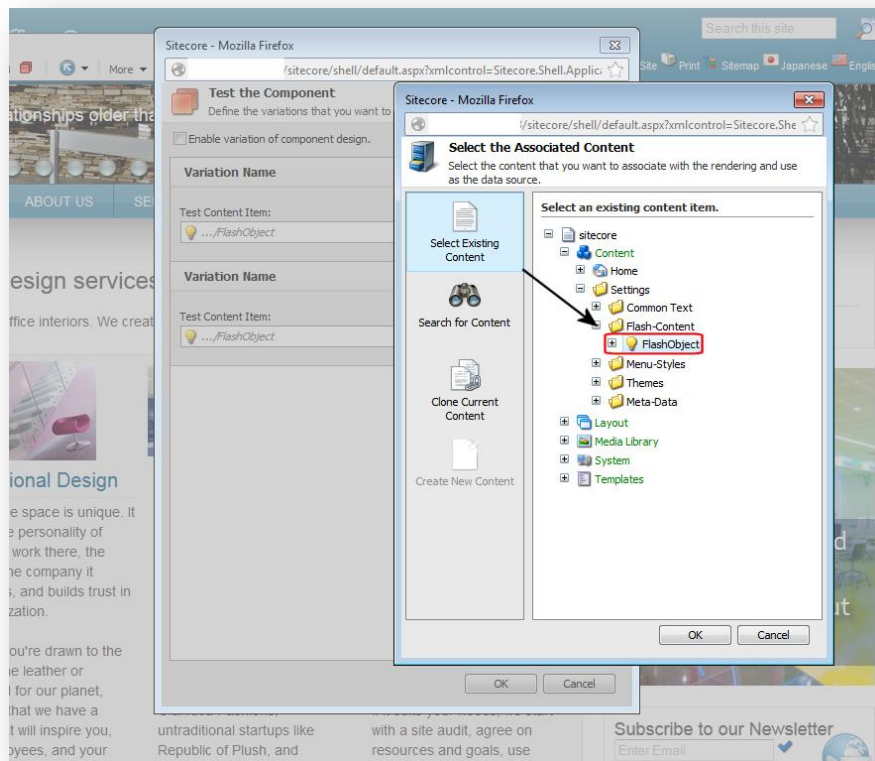 Search this site
Sitecore - Mozilla Firefox
More
/sitecore/shell/default.aspx?xmlcontrol=Sitecore.Shell.Applic
Site Print Sitemap Japanese Englis
Test the Component
Define the variations that you want to
Enable variation of component design.
Variation Name
Test Content Item:
.../FlashObject
Variation Name
Test Content Item:
.../FlashObject
OK
Cancel
Sitecore - Mozilla Firefox
/sitecore/shell/default.aspx?xmlcontrol=Sitecore.She
Select the Associated Content
Select the content that you want to associate with the rendering and use
as the data source.
Select Existing
Content
Search for Content
Clone Current
Content
Create New Content
Select an existing content item.
sitecore
Content
Home
Settings
Common Text
Flash-Content
FlashObject
Menu-Styles
Themes
Meta-Data
Layout
Media Library
System
Templates
OK
Cancel
ationships older tha
ABOUT US
SE
esign services
ffice interiors. We creat
ional Design
e space is unique. It
e personality of
work there, the
he company it
s, and builds trust in
zation.
ou're drawn to the
e leather or
l for our planet,
that we have a
t will inspire you,
oyees, and your
untraditional startups like
Republic of Plush, and
with a site audit, agree on
resources and goals, use
d
ut
Subscribe to our Newsletter
Enter Email